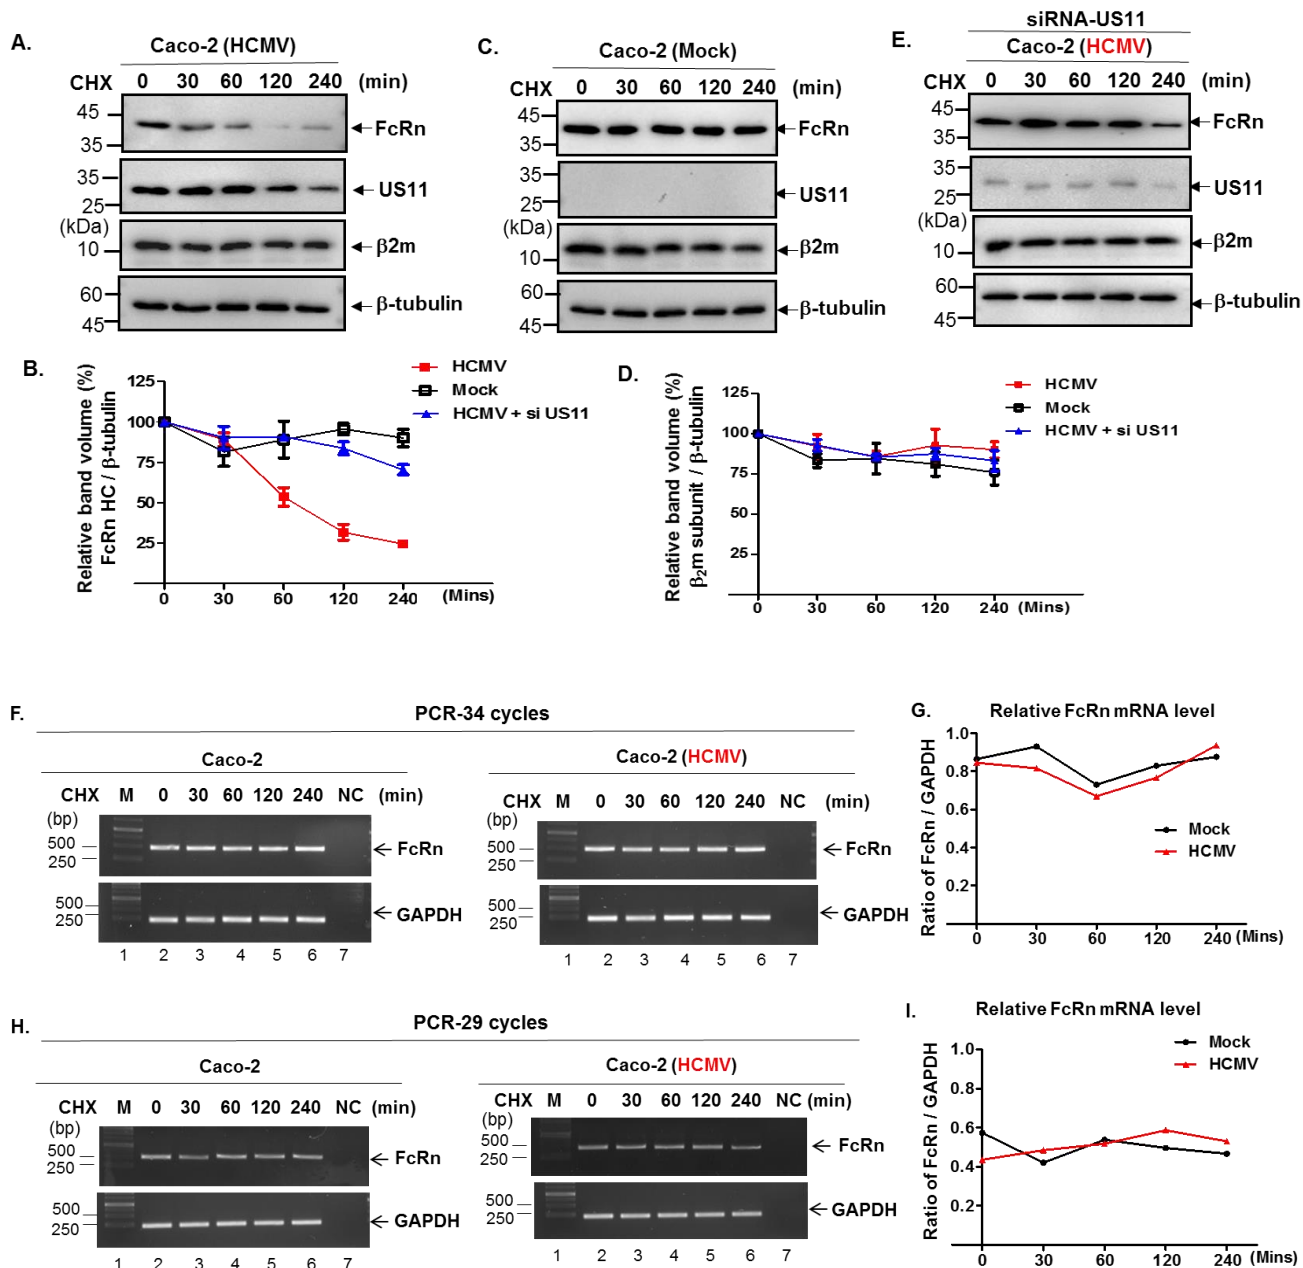 A.
Caco-2 (HCMV)
CHX 0 30 60 120 240 (min)
45
35
FcRn
35
25
US11
(kDa)
10
β2m
60
45
β-tubulin
C.
Caco-2 (Mock)
CHX 0 30 60 120 240 (min)
45
35
FcRn
35
25
US11
(kDa)
10
β2m
60
45
β-tubulin
siRNA-US11
E.
Caco-2 (HCMV)
CHX 0 30 60 120 240 (min)
45
35
FcRn
35
25
US11
(kDa)
10
β2m
60
45
β-tubulin
B.
Relative band volume (%)
FcRn HC / β-tubulin
125
100
75
50
25
0 30 60 120 240 (Mins)
HCMV
Mock
HCMV + si US11
D.
Relative band volume (%)
β2m subunit / β-tubulin
125
100
75
50
25
0 30 60 120 240 (Mins)
HCMV
Mock
HCMV + si US11
F.
PCR-34 cycles
Caco-2
CHX M 0 30 60 120 240 NC (min)
(bp)
500
250
FcRn
500
250
GAPDH
1 2 3 4 5 6 7
Caco-2 (HCMV)
CHX M 0 30 60 120 240 NC (min)
(bp)
500
250
FcRn
500
250
GAPDH
1 2 3 4 5 6 7
G.
Relative FcRn mRNA level
Ratio of FcRn / GAPDH
1.0
0.8
0.6
0.4
0.2
0 30 60 120 240 (Mins)
Mock
HCMV
H.
PCR-29 cycles
Caco-2
CHX M 0 30 60 120 240 NC (min)
(bp)
500
250
FcRn
500
250
GAPDH
1 2 3 4 5 6 7
Caco-2 (HCMV)
CHX M 0 30 60 120 240 NC (min)
(bp)
500
250
FcRn
500
250
GAPDH
1 2 3 4 5 6 7
I.
Relative FcRn mRNA level
Ratio of FcRn / GAPDH
1.0
0.8
0.6
0.4
0.2
0 30 60 120 240 (Mins)
Mock
HCMV